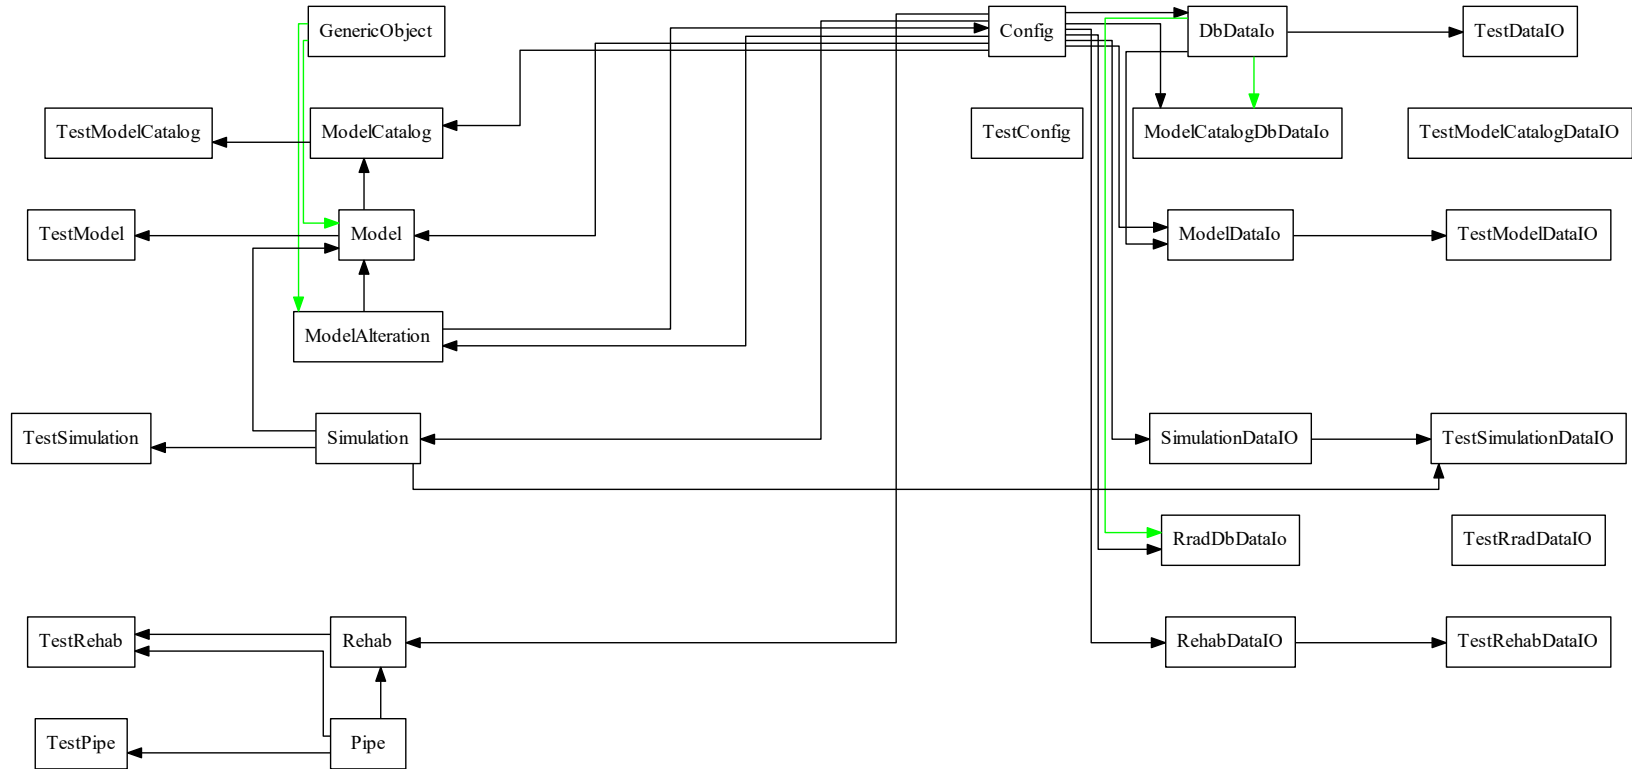 GenericObject
Config
DbDataIo
TestDataIO
TestModelCatalog
ModelCatalog
TestConfig
ModelCatalogDbDataIo
TestModelCatalogDataIO
TestModel
Model
ModelDataIo
TestModelDataIO
ModelAlteration
TestSimulation
Simulation
SimulationDataIO
TestSimulationDataIO
RradDbDataIo
TestRradDataIO
TestRehab
Rehab
RehabDataIO
TestRehabDataIO
TestPipe
Pipe